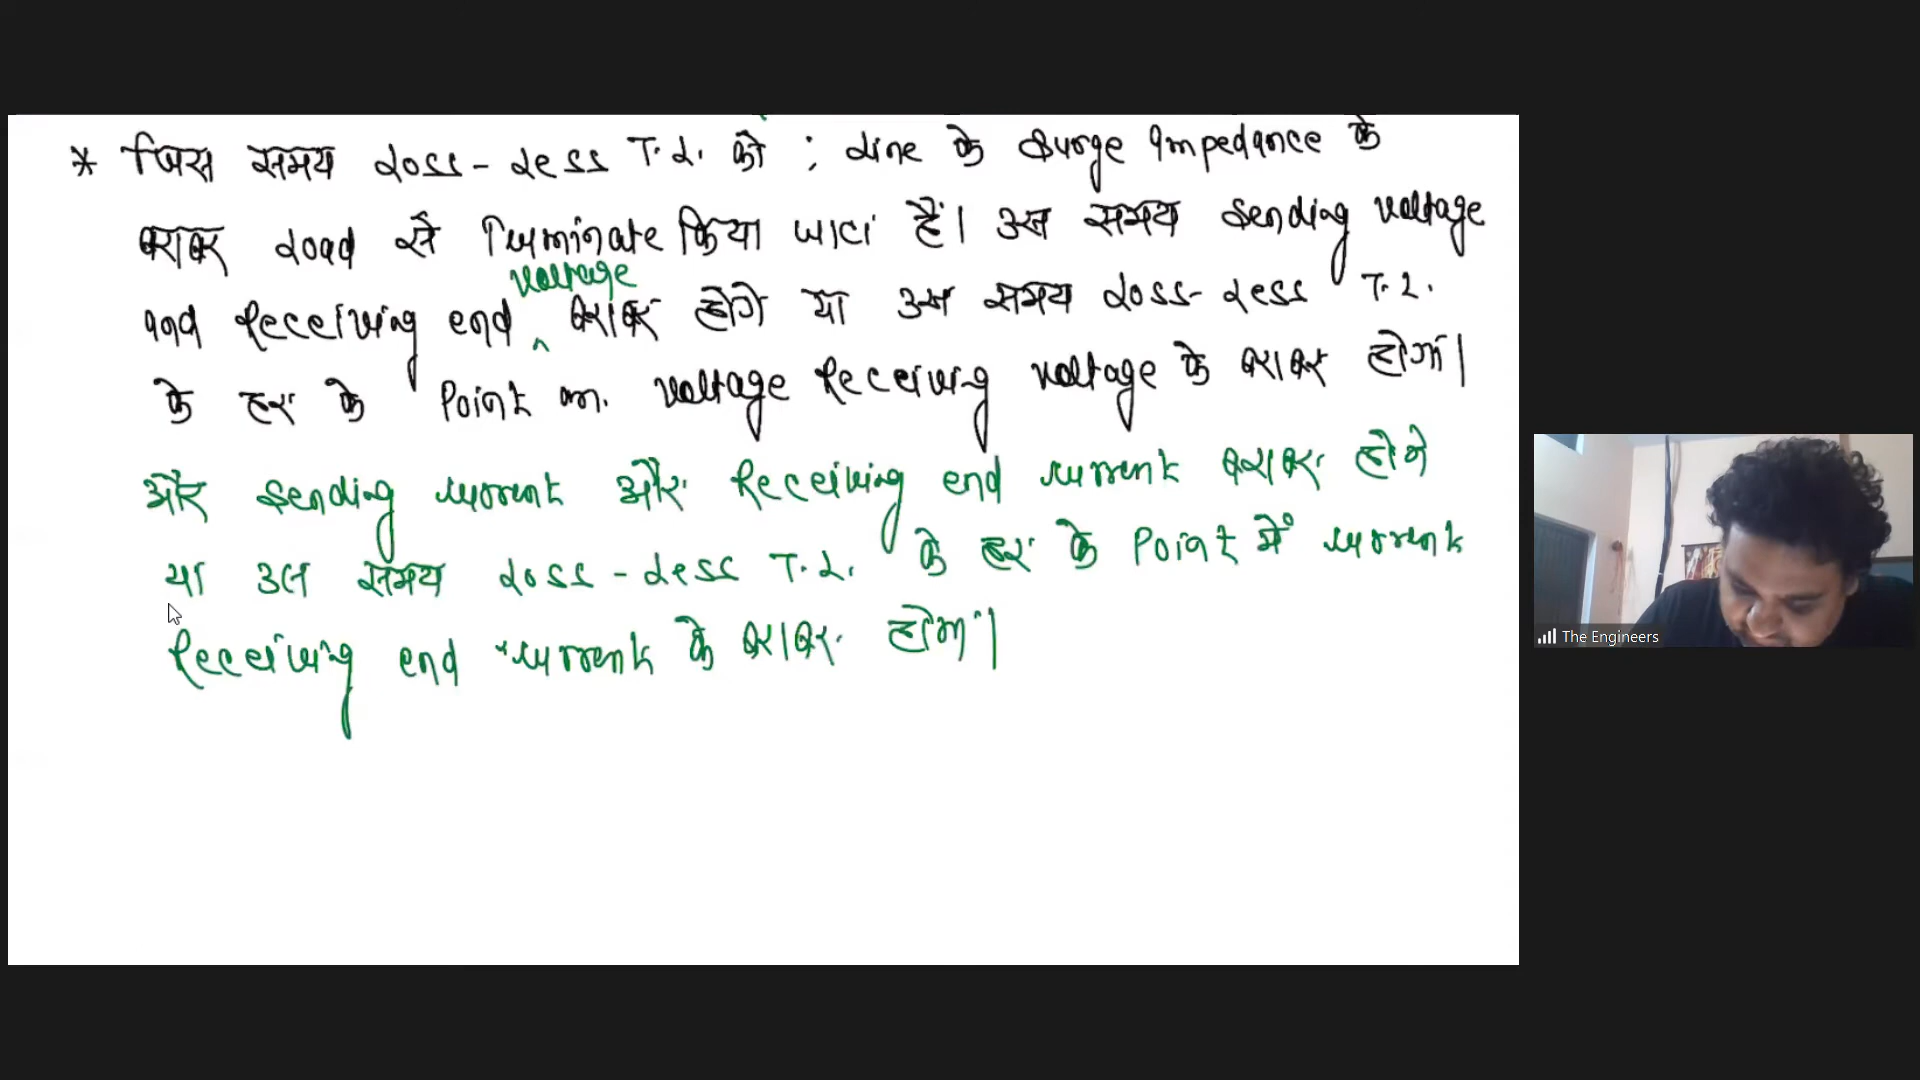 * जिस समय Loss-Less T.L. को ; Line के Surge Impedance के
बराबर Load से Terminate किया जाता है। उस समय Sending voltage
voltage
and Receiving end ^ बराबर होंगे या उस समय Loss-Less T.L.
के हर के Point का voltage Receiving voltage के बराबर होगा।
और Sending current और Receiving end current बराबर होंगे
या उस समय Loss-Less T.L. के हर के Point में current
Receiving end current के बराबर होगा।
The Engineers